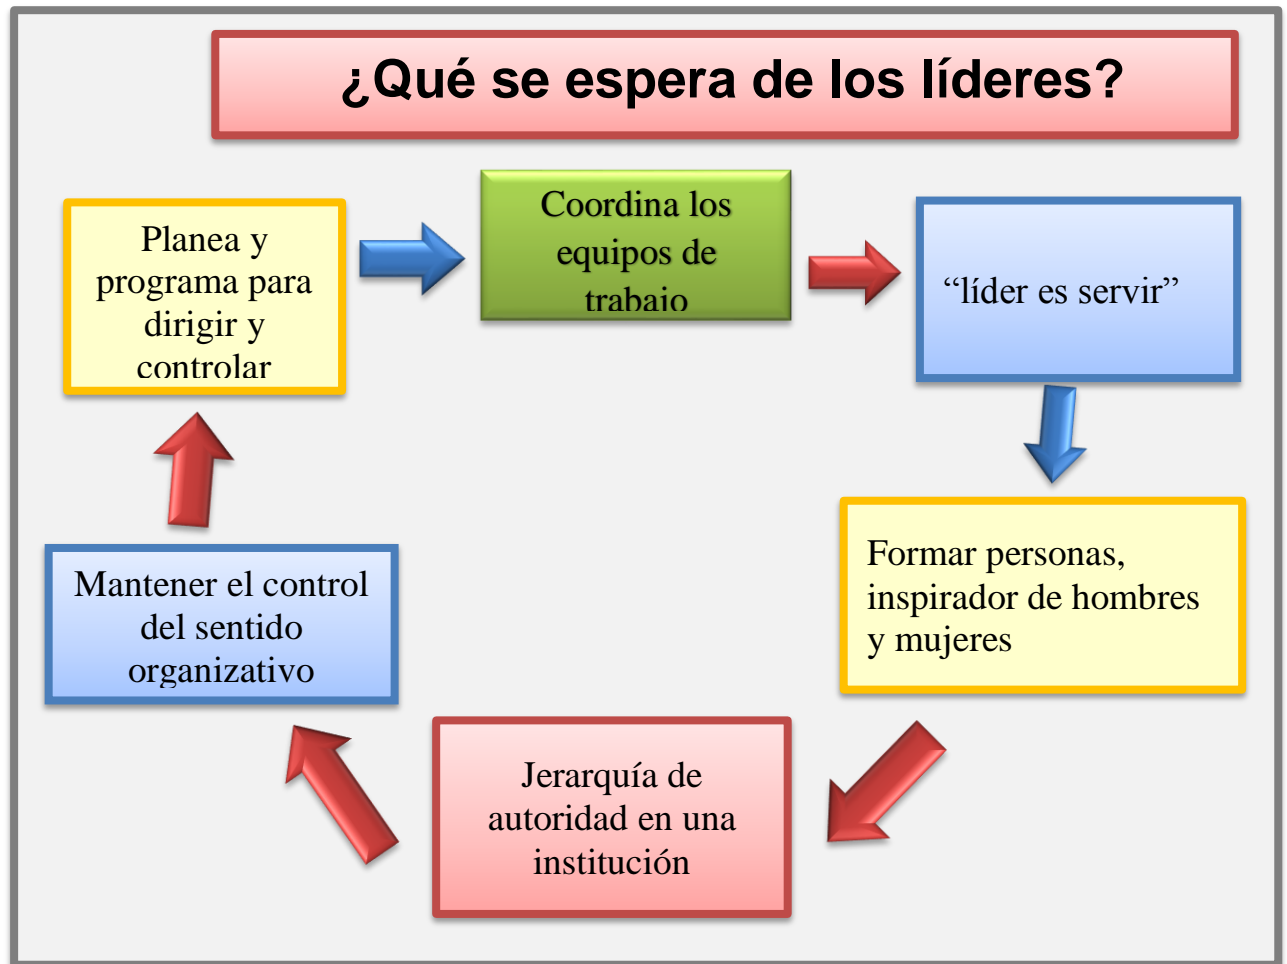 ¿Qué se espera de los líderes?
Planea y
programa para
dirigir y
controlar
Coordina los
equipos de
trabajo
“líder es servir”
Formar personas,
inspirador de hombres
y mujeres
Jerarquía de
autoridad en una
institución
Mantener el control
del sentido
organizativo